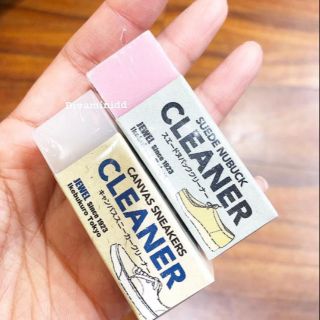 Divaminidd
SUEDE NUBUCK
CLEANER
スエードヌバッククリーナー
JEWEL Since 1923
CANVAS SNEAKERS
CLEANER
キャンバススニーカークリーナー
JEWEL Since 1923
Ikebukuro Tokyo